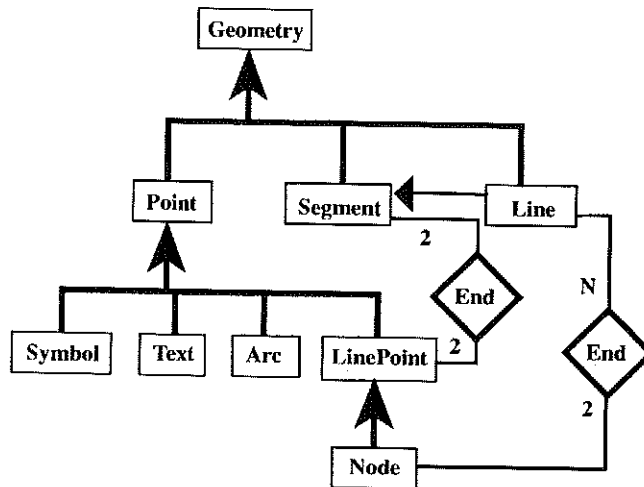 Geometry
Point
Segment
Line
2
End
N
End
Symbol
Text
Arc
LinePoint
2
2
Node